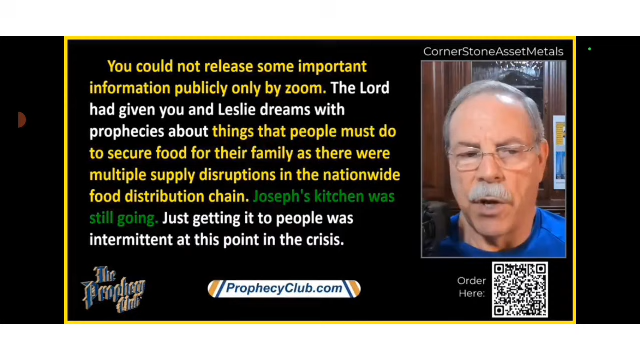 CornerStoneAssetMetals
You could not release some important
information publicly only by zoom. The Lord
had given you and Leslie dreams with
prophecies about things that people must do
to secure food for their family as there were
multiple supply disruptions in the nationwide
food distribution chain. Joseph's kitchen was
still going. Just getting it to people was
intermittent at this point in the crisis.
The
Prophecy
Club
ProphecyClub.com
Order
Here: